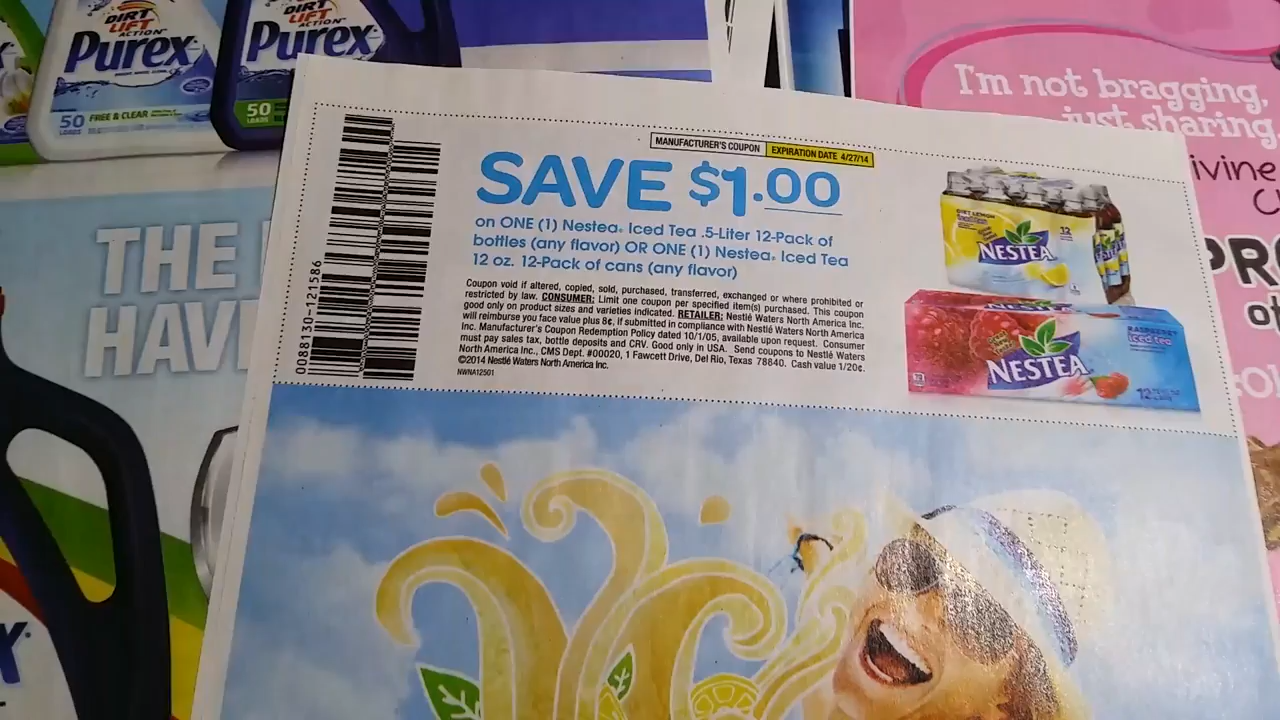 DIRT
LIFT
ACTION
Purex
50
LOADS
FREE & CLEAR
DIRT
LIFT
ACTION
Purex
50
LOADS
THE
HAV
I'm not bragging,
just sharing
MANUFACTURER'S COUPON
EXPIRATION DATE 4/27/14
SAVE $1.00
on ONE (1) Nestea® Iced Tea .5-Liter 12-Pack of
bottles (any flavor) OR ONE (1) Nestea® Iced Tea
12 oz. 12-Pack of cans (any flavor)
Coupon void if altered, copied, sold, purchased, transferred, exchanged or where prohibited or
restricted by law. CONSUMER: Limit one coupon per specified item(s) purchased. This coupon
good only on product sizes and varieties indicated. RETAILER: Nestlé Waters North America Inc.
will reimburse you face value plus 8¢, if submitted in compliance with Nestlé Waters North America
Inc. Manufacturer's Coupon Redemption Policy dated 10/1/05, available upon request. Consumer
must pay sales tax, bottle deposits and CRV. Good only in USA. Send coupons to Nestlé Waters
North America Inc., CMS Dept. #00020, 1 Fawcett Drive, Del Rio, Texas 78840. Cash value 1/20¢.
©2014 Nestlé Waters North America Inc.
NWNA12501
0088130-121586
12
NESTEA
RASPBERRY
iced tea
NESTEA
12